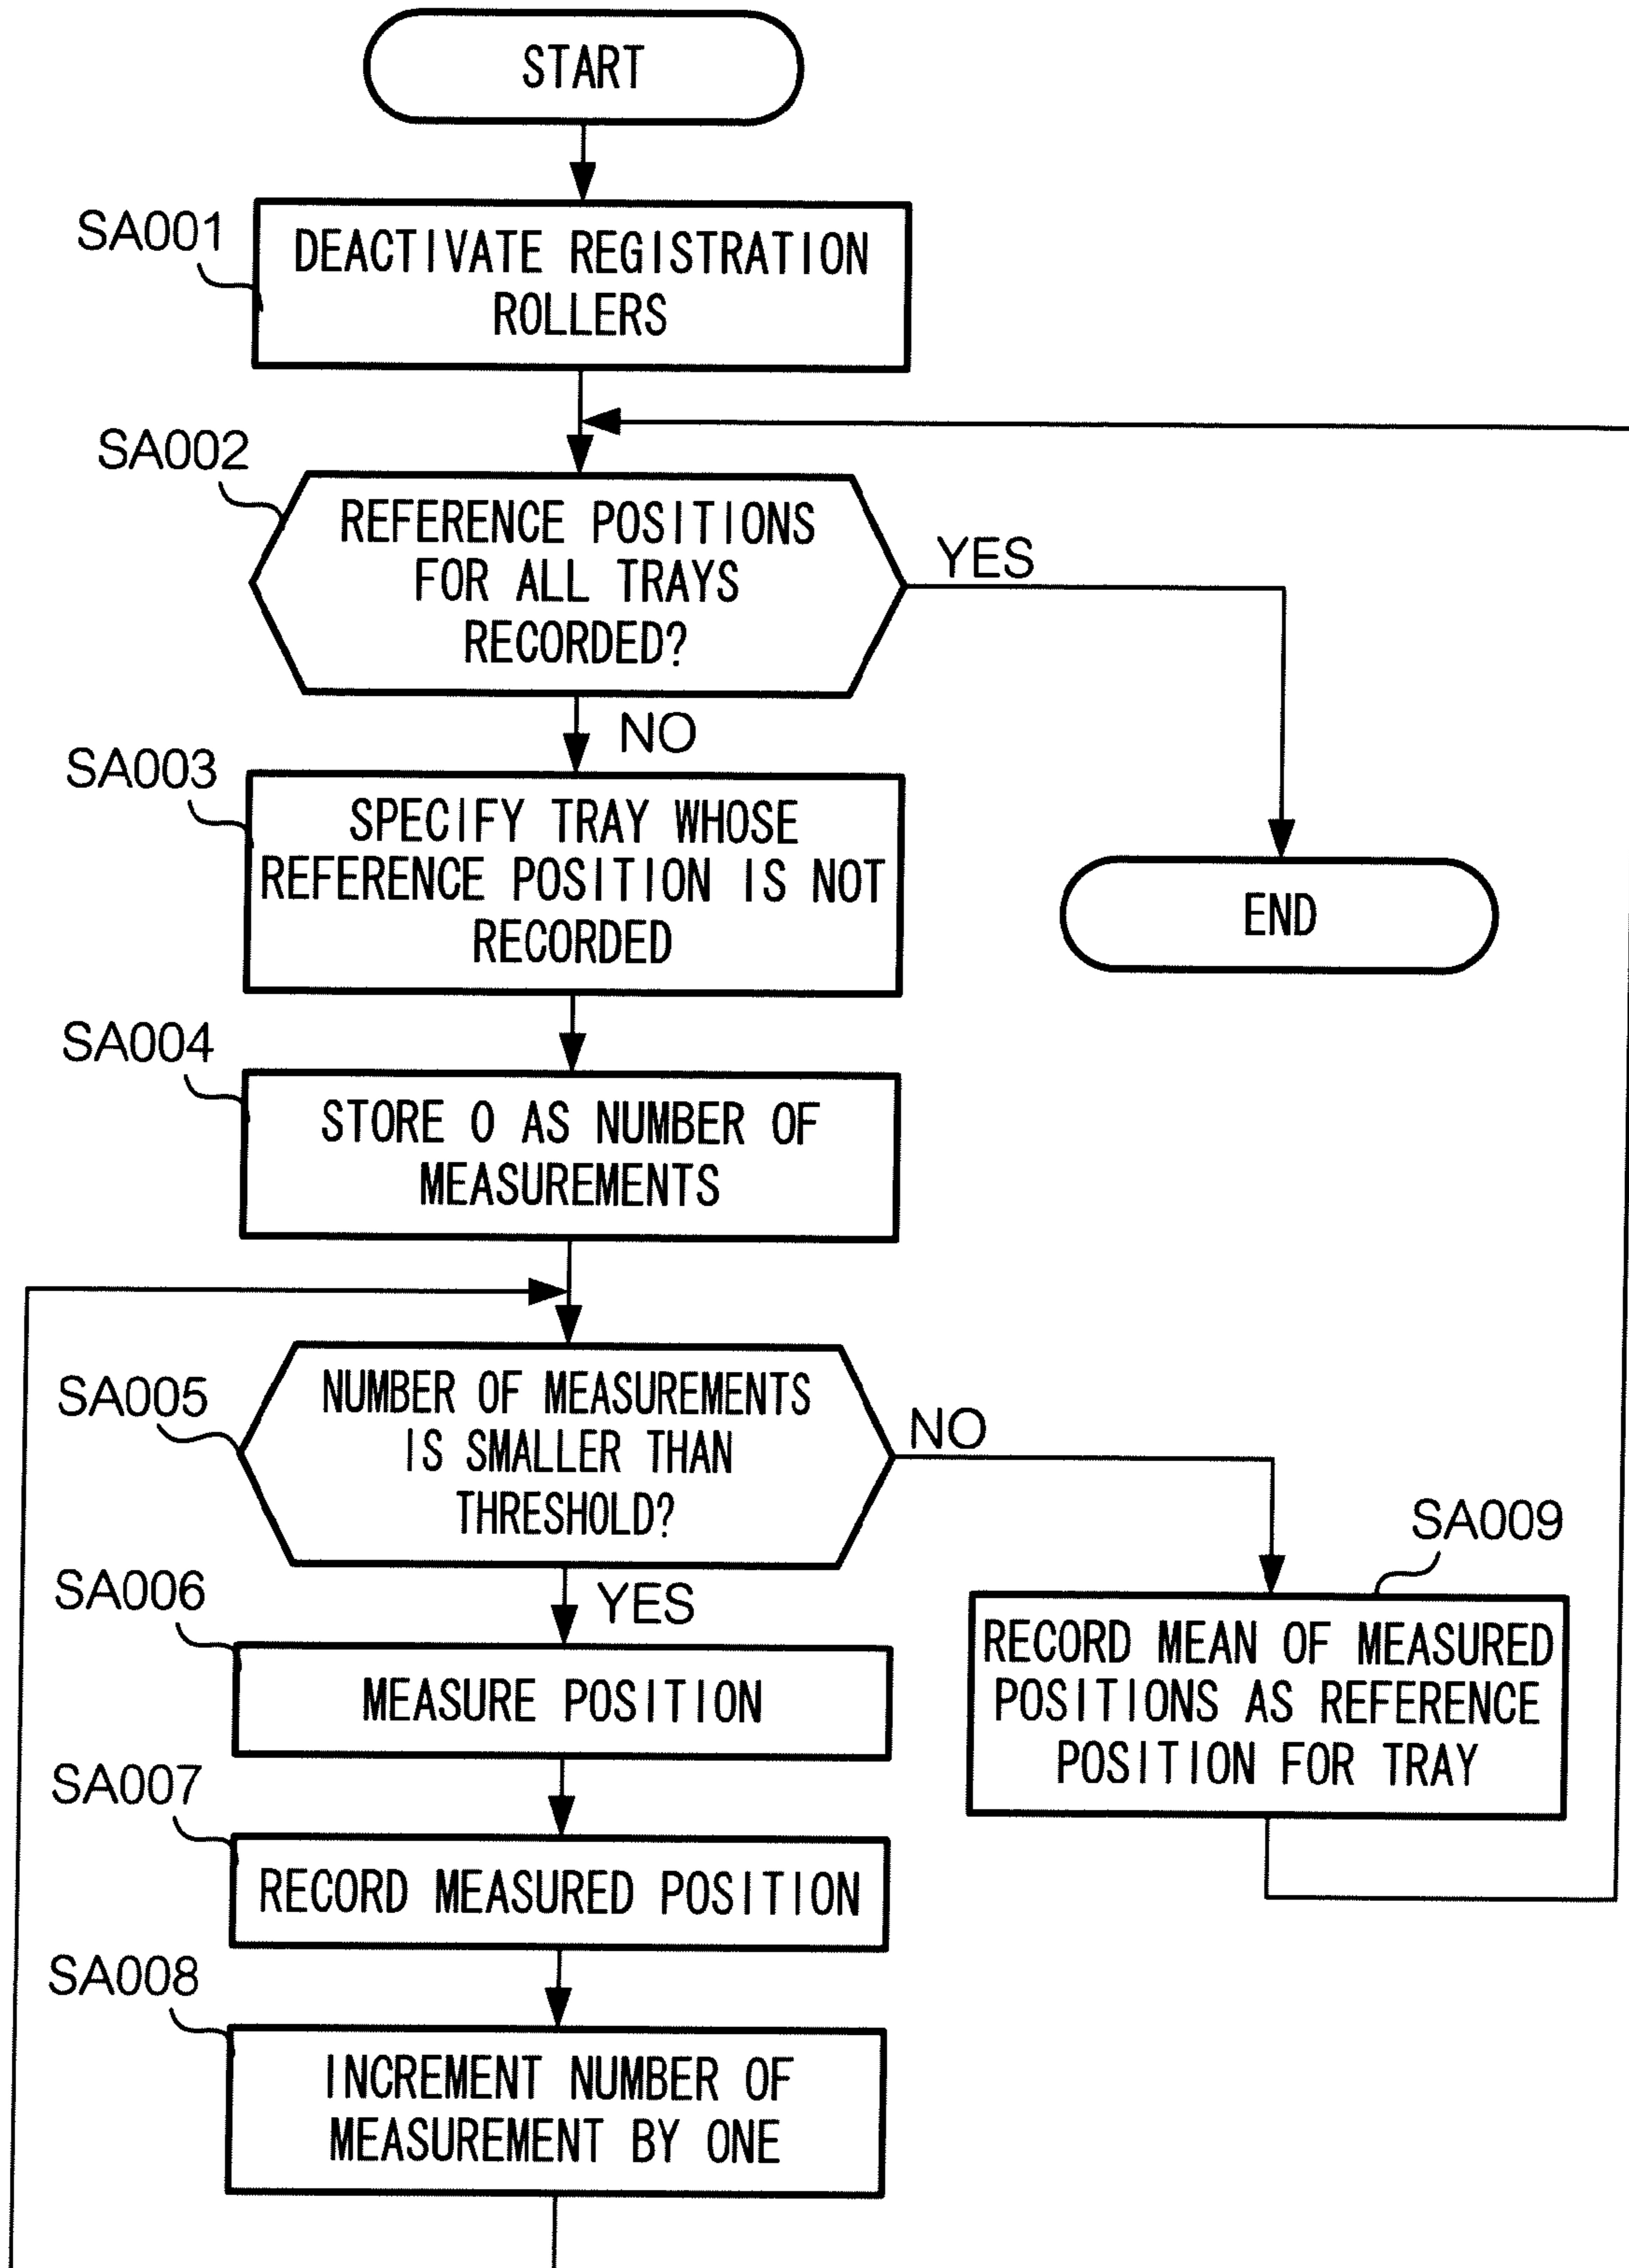 START
SA001
DEACTIVATE REGISTRATION
ROLLERS
SA002
REFERENCE POSITIONS
FOR ALL TRAYS
RECORDED?
YES
NO
SA003
SPECIFY TRAY WHOSE
REFERENCE POSITION IS NOT
RECORDED
END
SA004
STORE 0 AS NUMBER OF
MEASUREMENTS
SA005
NUMBER OF MEASUREMENTS
IS SMALLER THAN
THRESHOLD?
NO
YES
SA009
RECORD MEAN OF MEASURED
POSITIONS AS REFERENCE
POSITION FOR TRAY
SA006
MEASURE POSITION
SA007
RECORD MEASURED POSITION
SA008
INCREMENT NUMBER OF
MEASUREMENT BY ONE